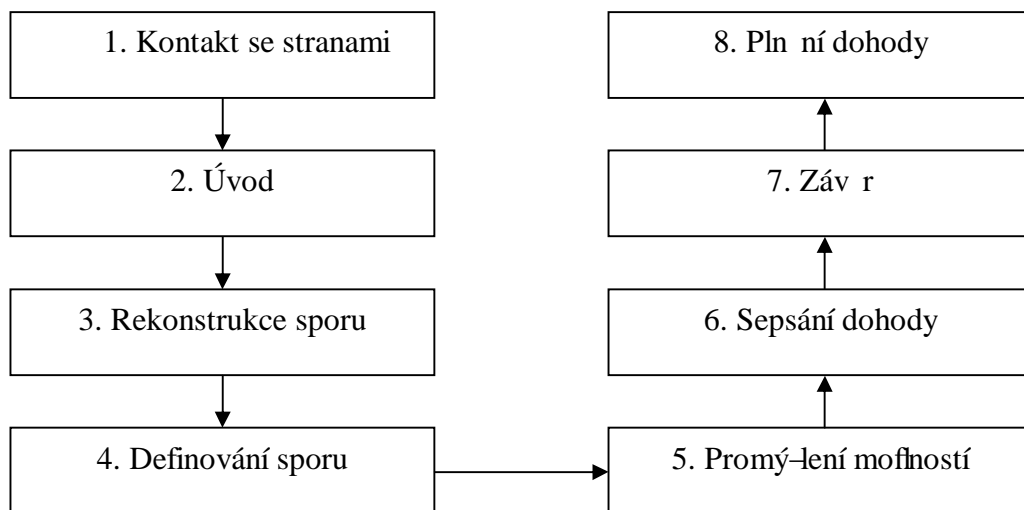 1. Kontakt se stranami
2. Úvod
3. Rekonstrukce sporu
4. Definování sporu
5. Promý–lení moflností
6. Sepsání dohody
7. Záv r
8. Pln ní dohody